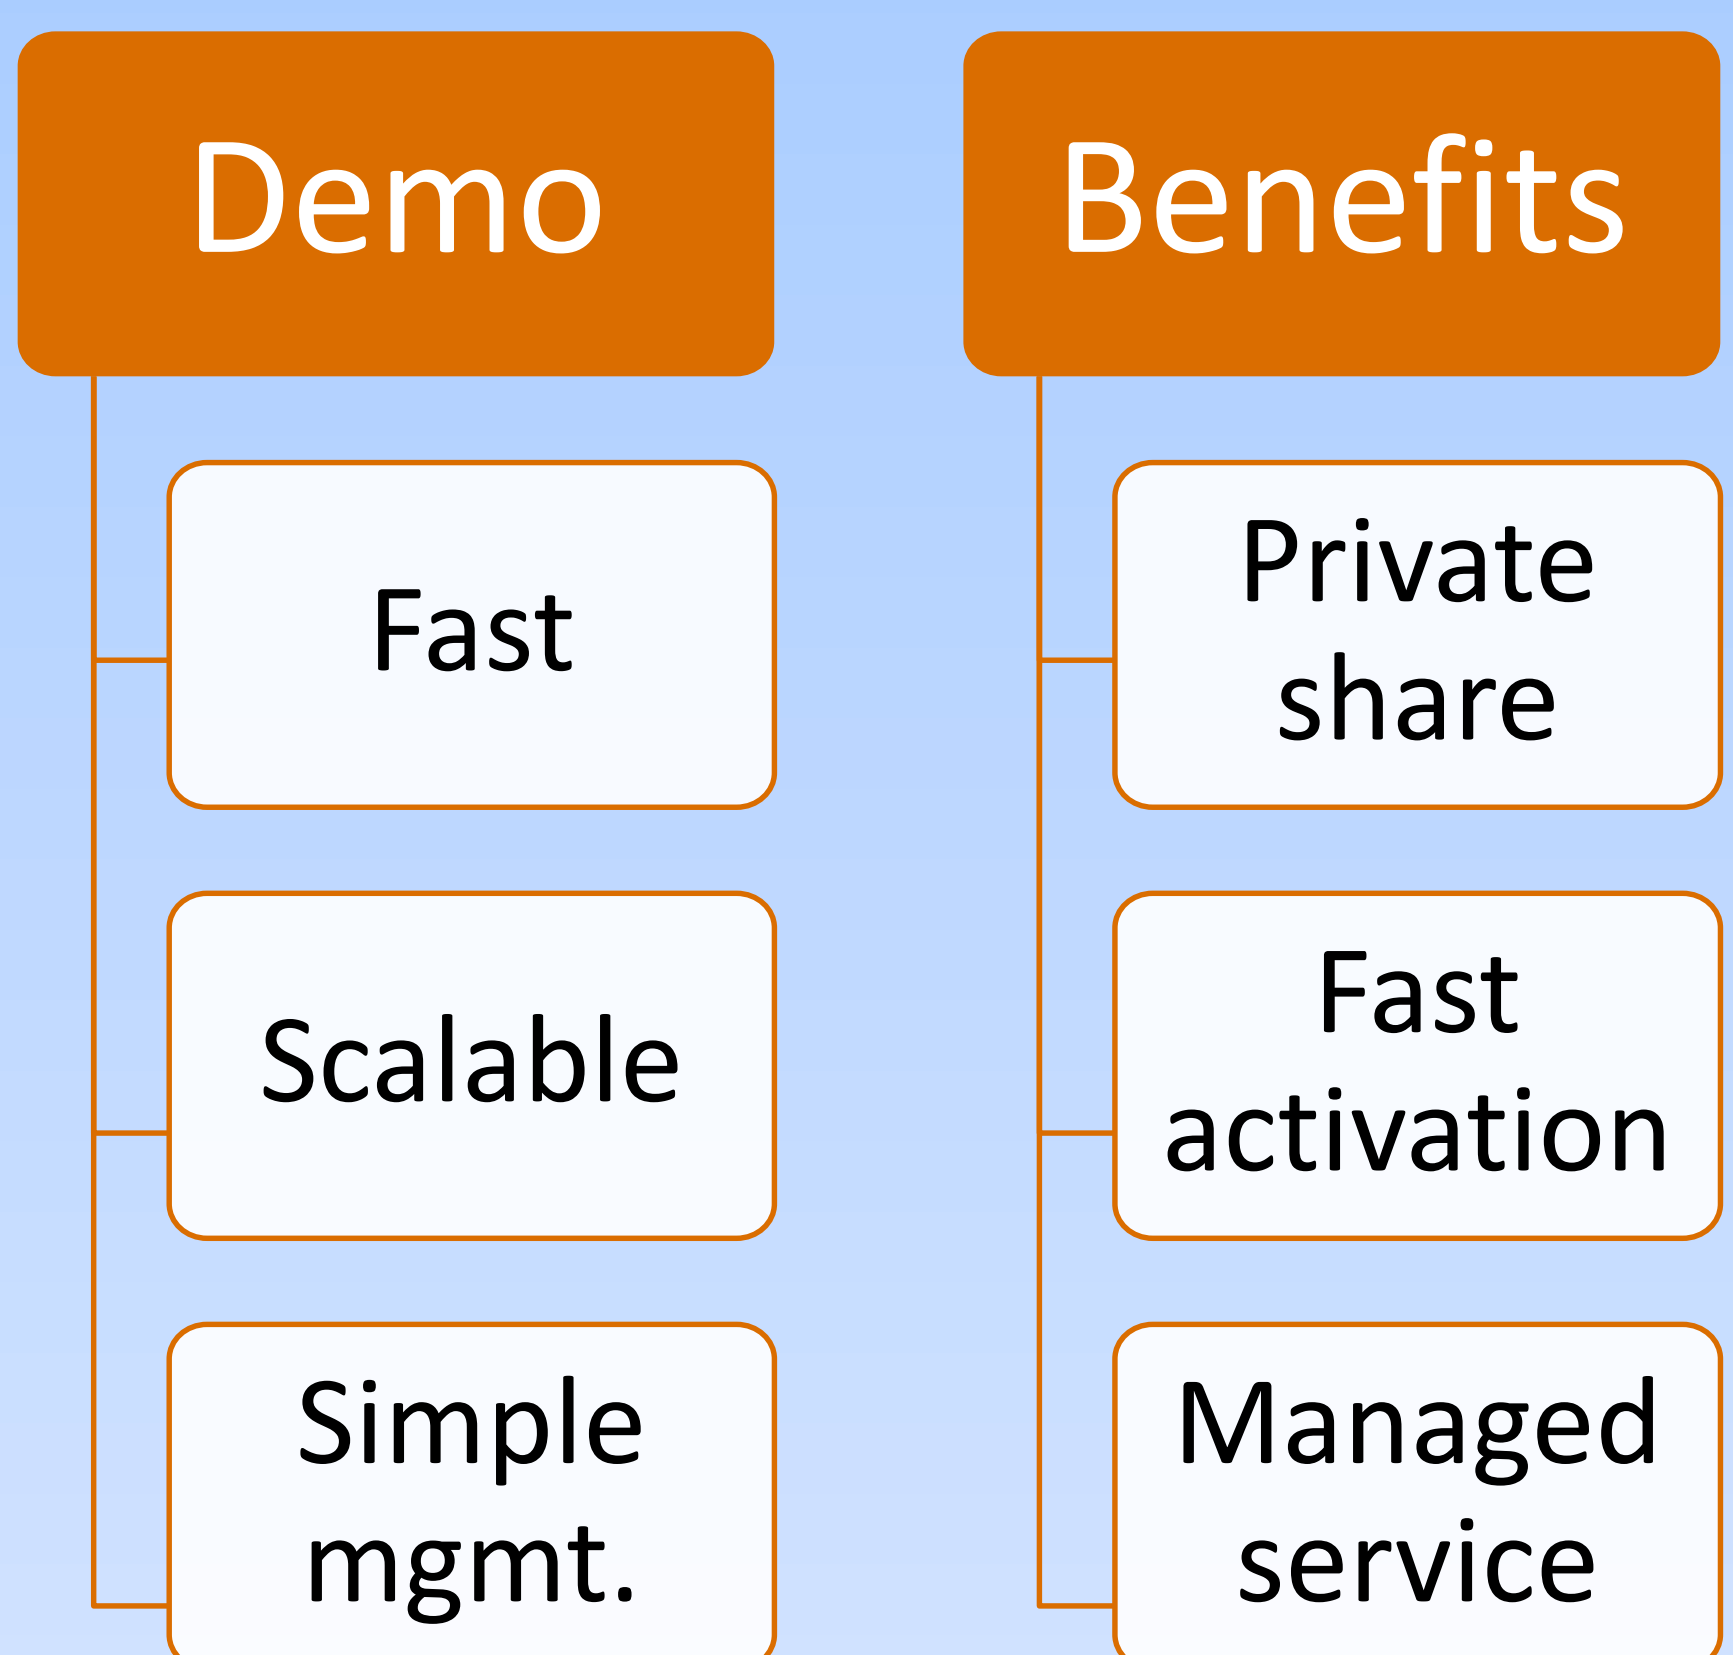 Demo
Fast
Scalable
Simple
mgmt.
Benefits
Private
share
Fast
activation
Managed
service